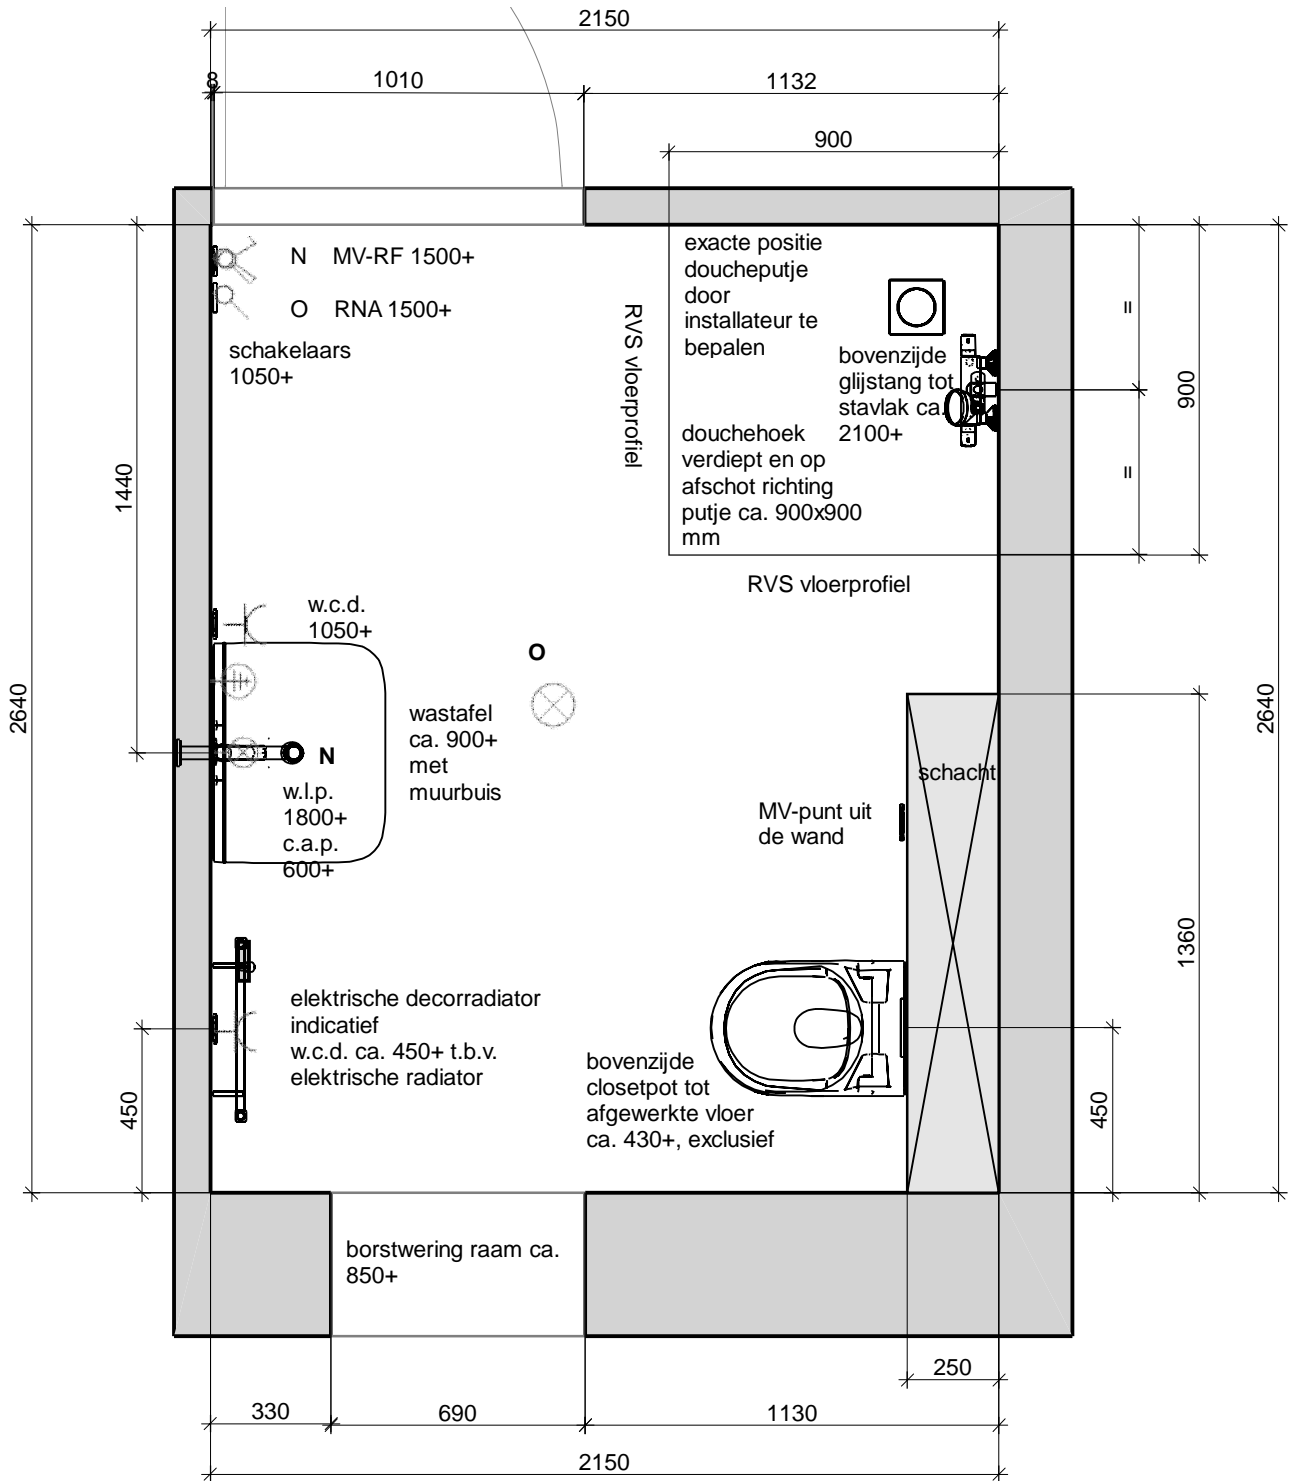 2150
8
1010
1132
900
N MV-RF 1500+
O RNA 1500+
schakelaars
1050+
RVS vloerprofiel
exacte positie
doucheputje
door
installateur te
bepalen
bovenzijde
glijstang tot
stavlak ca.
2100+
douchehoek
verdiept en op
afschot richting
putje ca. 900x900
mm
RVS vloerprofiel
=
=
900
1440
2640
2640
w.c.d.
1050+
O
N
wastafel
ca. 900+
met
muurbuis
w.l.p.
1800+
c.a.p.
600+
schacht
MV-punt uit
de wand
1360
elektrische decorradiator
indicatief
w.c.d. ca. 450+ t.b.v.
elektrische radiator
bovenzijde
closetpot tot
afgewerkte vloer
ca. 430+, exclusief
450
450
borstwering raam ca.
850+
250
330
690
1130
2150